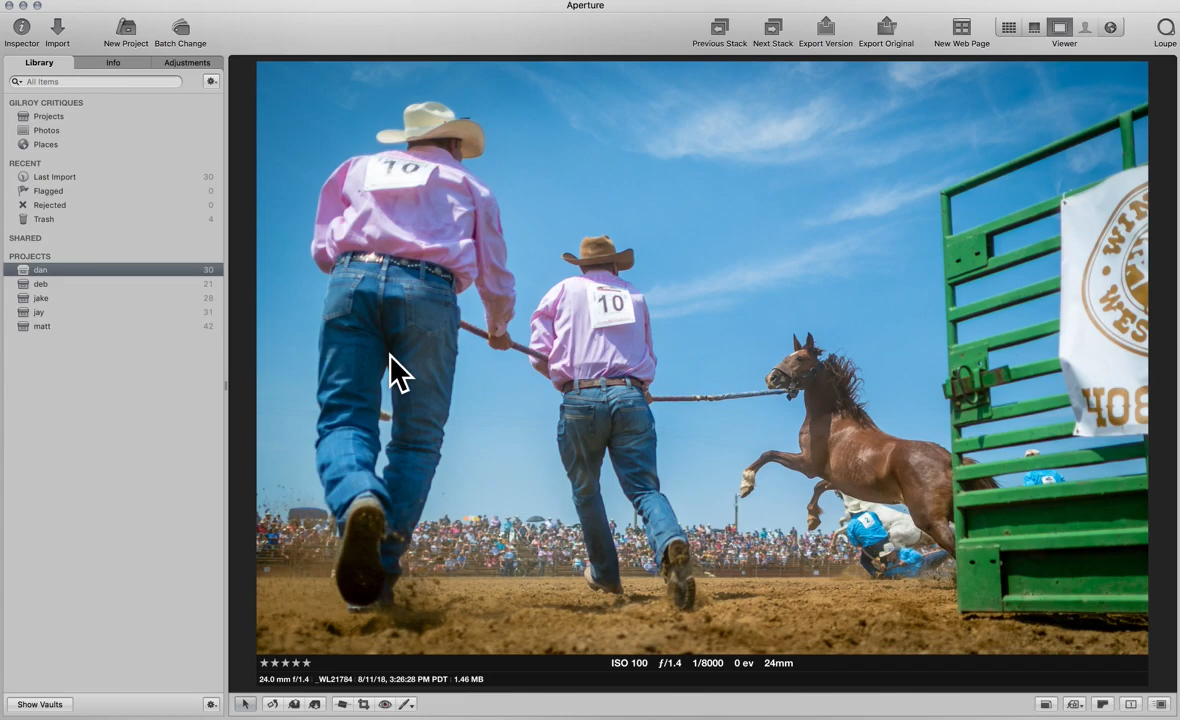 Aperture
Inspector
Import
New Project
Batch Change
Previous Stack
Next Stack
Export Version
Export Original
New Web Page
Viewer
Loupe
Library
Info
Adjustments
All Items
GILROY CRITIQUES
Projects
Photos
Places
RECENT
Last Import 30
Flagged 0
Rejected 0
Trash 4
SHARED
PROJECTS
dan 30
deb 21
jake 28
jay 31
matt 42
10
10
WIN
WES
408
ISO 100 ƒ/1.4 1/8000 0 ev 24mm
24.0 mm f/1.4 _WL21784 8/11/18, 3:26:28 PM PDT 1.46 MB
Show Vaults